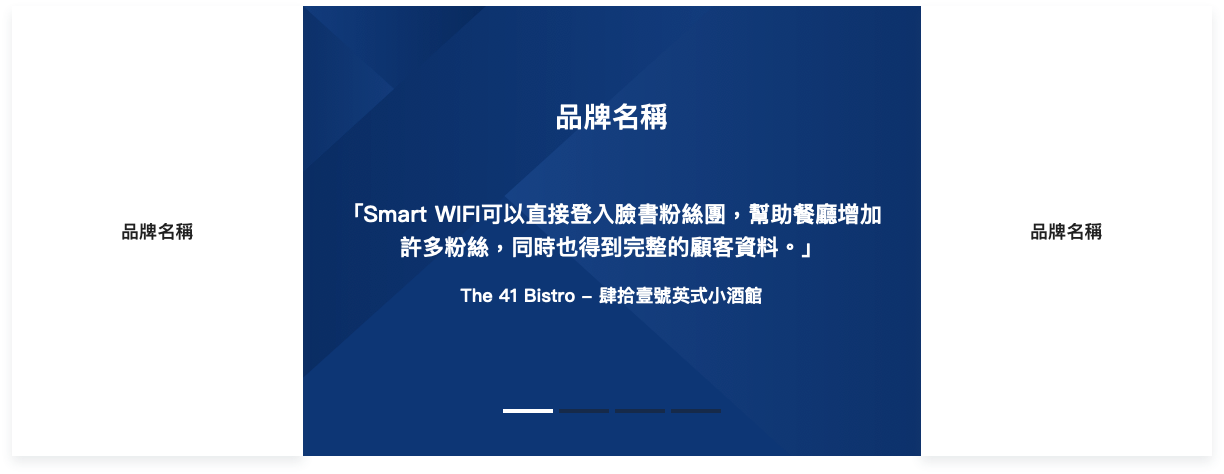 品牌名稱
品牌名稱
「Smart WIFI可以直接登入臉書粉絲團，幫助餐廳增加
許多粉絲，同時也得到完整的顧客資料。」
The 41 Bistro – 肆拾壹號英式小酒館
品牌名稱